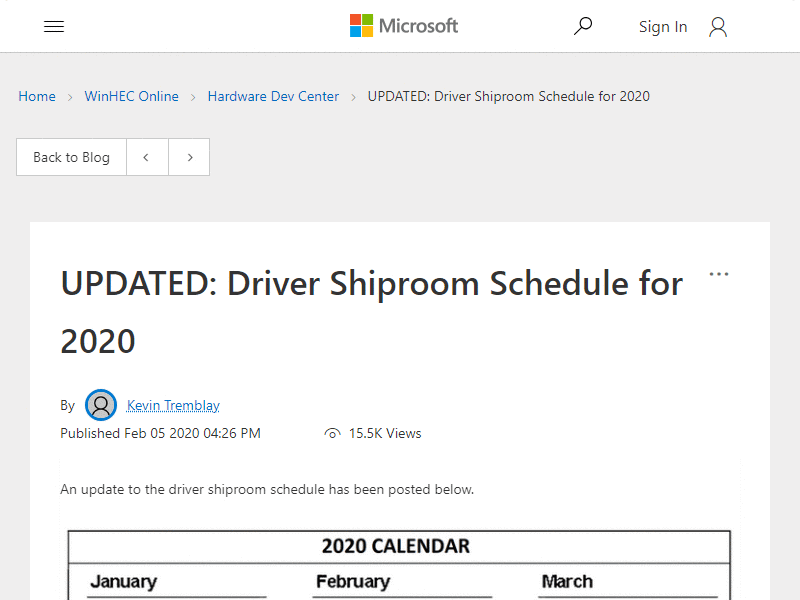 Microsoft
Sign In
Home > WinHEC Online > Hardware Dev Center > UPDATED: Driver Shiproom Schedule for 2020
Back to Blog < >
UPDATED: Driver Shiproom Schedule for
2020
By Kevin Tremblay
Published Feb 05 2020 04:26 PM 15.5K Views
An update to the driver shiproom schedule has been posted below.
2020 CALENDAR
January February March